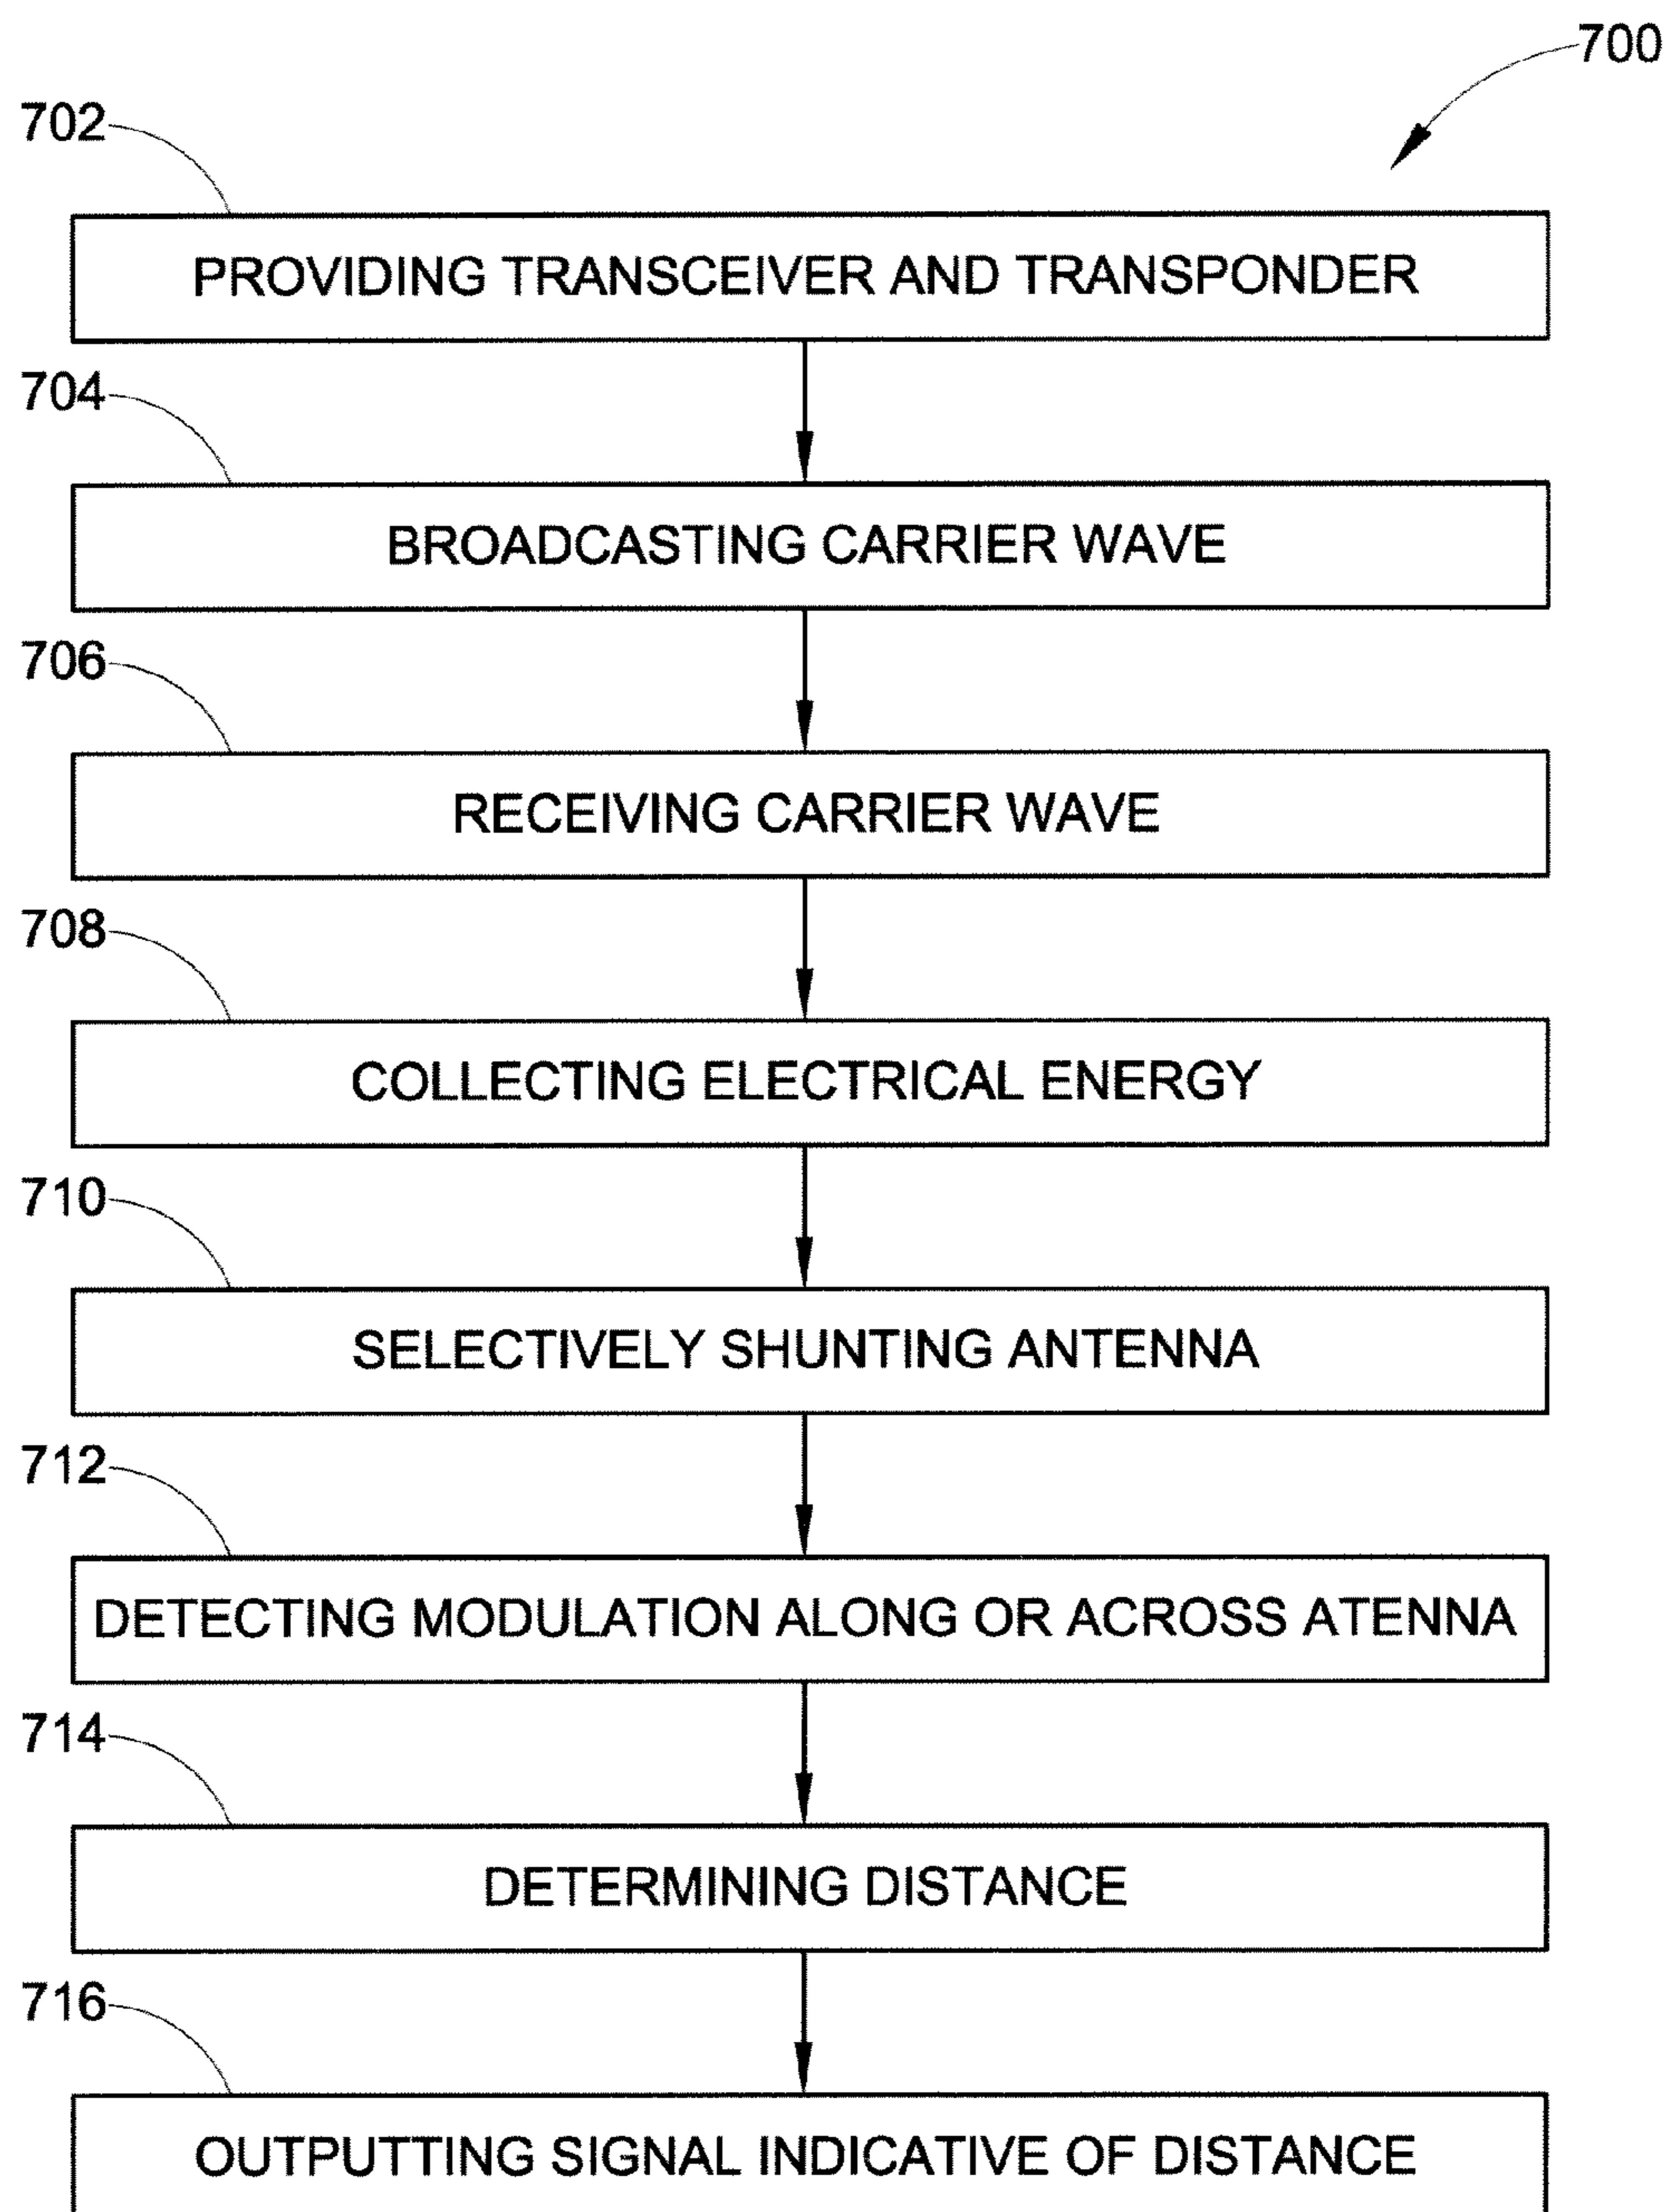 700
702
PROVIDING TRANSCEIVER AND TRANSPONDER
704
BROADCASTING CARRIER WAVE
706
RECEIVING CARRIER WAVE
708
COLLECTING ELECTRICAL ENERGY
710
SELECTIVELY SHUNTING ANTENNA
712
DETECTING MODULATION ALONG OR ACROSS ATENNA
714
DETERMINING DISTANCE
716
OUTPUTTING SIGNAL INDICATIVE OF DISTANCE